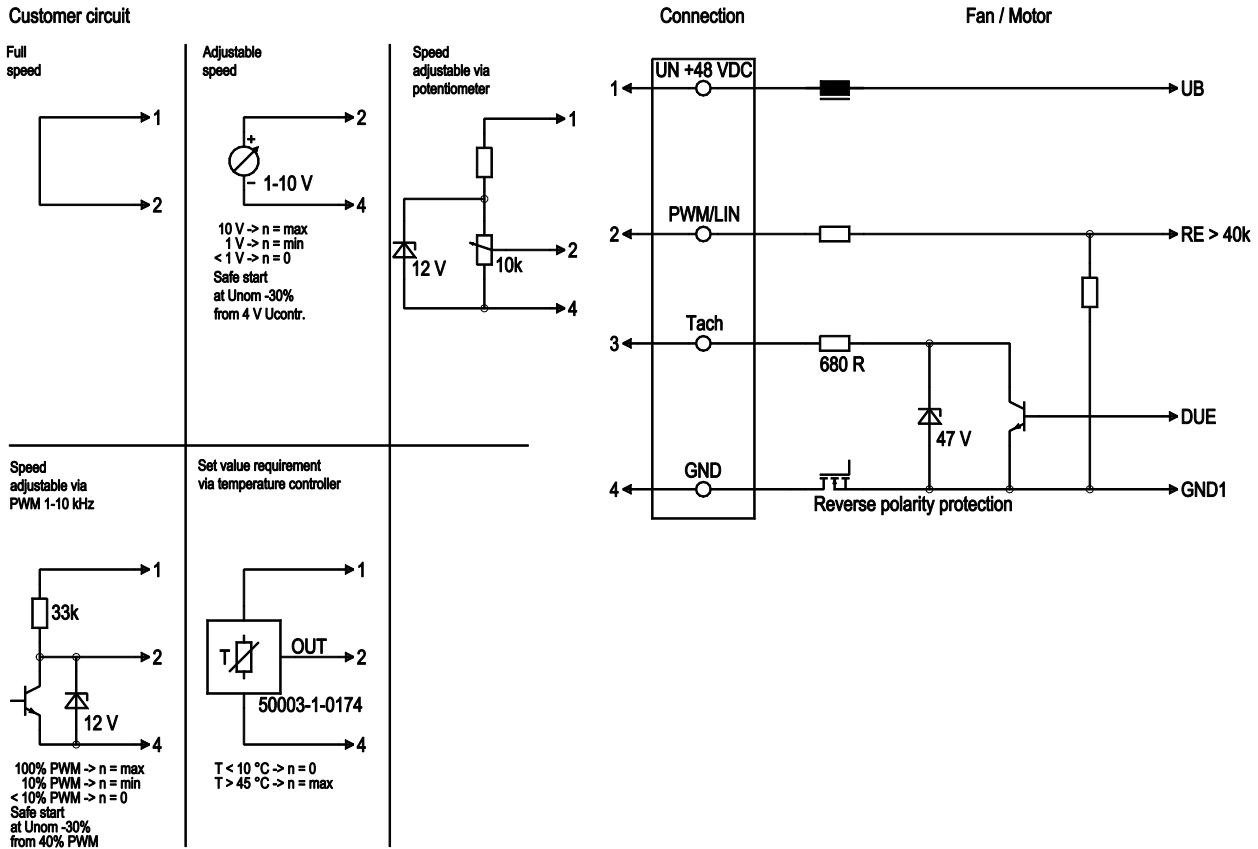 Customer circuit
Connection
Fan / Motor
Full
speed
1
2
Adjustable
speed
2
+
–
1-10 V
4
10 V -> n = max
1 V -> n = min
< 1 V -> n = 0
Safe start
at Unom -30%
from 4 V Ucontr.
Speed
adjustable via
potentiometer
1
2
12 V
10k
4
UN +48 VDC
1
UB
PWM/LIN
2
RE > 40k
Tach
3
680 R
47 V
DUE
GND
4
GND1
Reverse polarity protection
Speed
adjustable via
PWM 1-10 kHz
1
33k
2
12 V
4
100% PWM -> n = max
10% PWM -> n = min
< 10% PWM -> n = 0
Safe start
at Unom -30%
from 40% PWM
Set value requirement
via temperature controller
1
T
OUT
2
50003-1-0174
4
T < 10 °C -> n = 0
T > 45 °C -> n = max